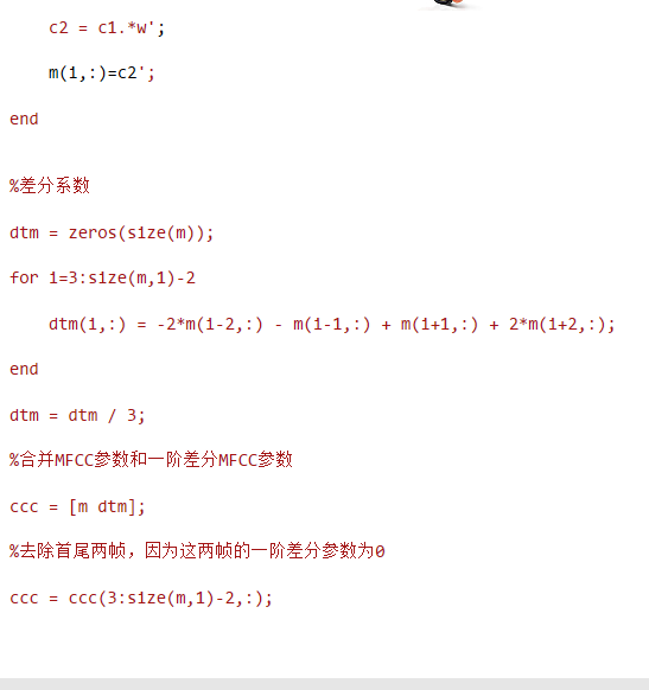 c2 = c1.*w';
m(i,:)=c2';
end
%差分系数
dtm = zeros(size(m));
for i=3:size(m,1)-2
dtm(i,:) = -2*m(i-2,:) - m(i-1,:) + m(i+1,:) + 2*m(i+2,:);
end
dtm = dtm / 3;
%合并MFCC参数和一阶差分MFCC参数
ccc = [m dtm];
%去除首尾两帧，因为这两帧的一阶差分参数为0
ccc = ccc(3:size(m,1)-2,:);